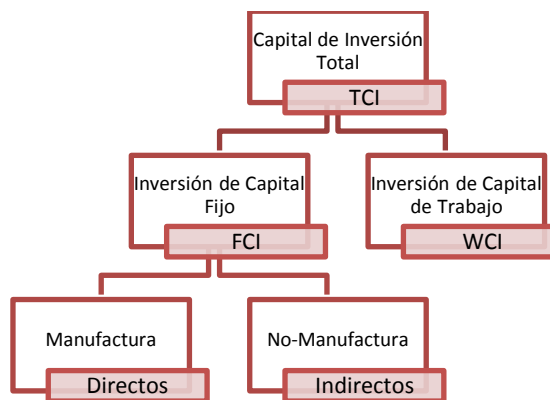 Capital de Inversión
Total
TCI
Inversión de Capital
Fijo
FCI
Inversión de Capital
de Trabajo
WCI
Manufactura
Directos
No-Manufactura
Indirectos